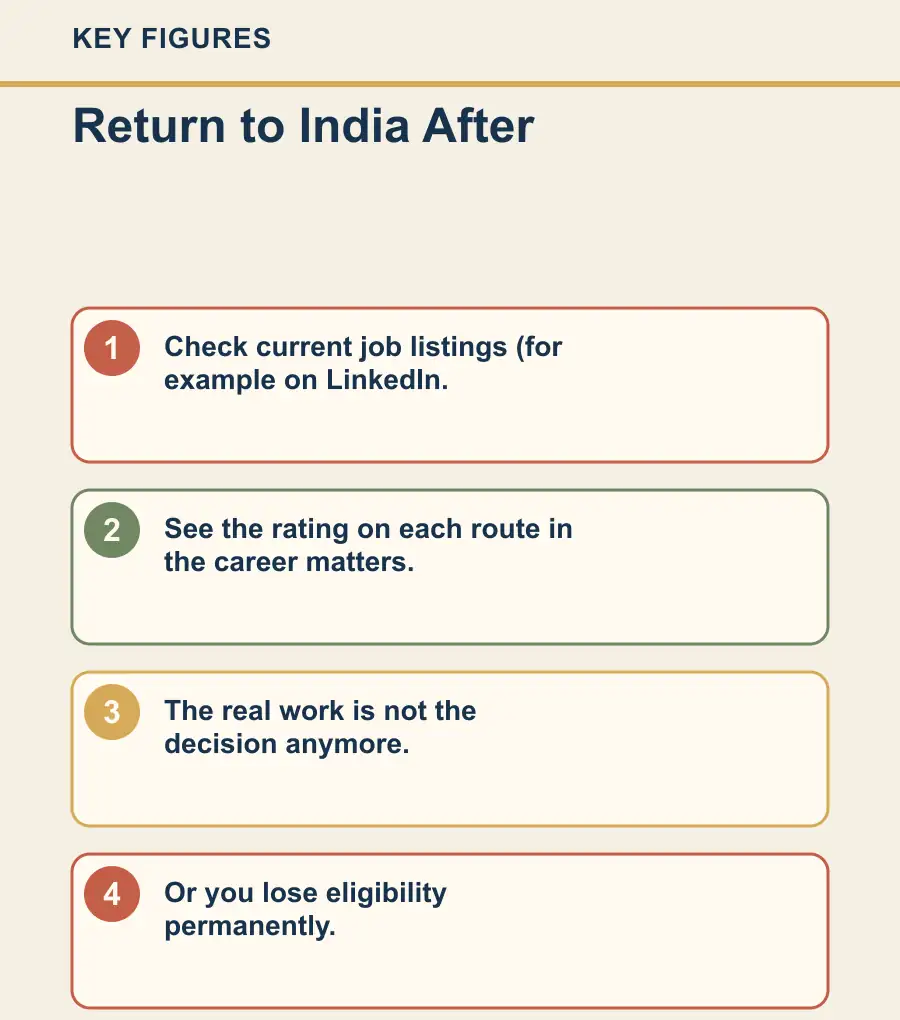 KEY FIGURES
Return to India After
1
Check current job listings (for
example on LinkedIn.
2
See the rating on each route in
the career matters.
3
The real work is not the
decision anymore.
4
Or you lose eligibility
permanently.